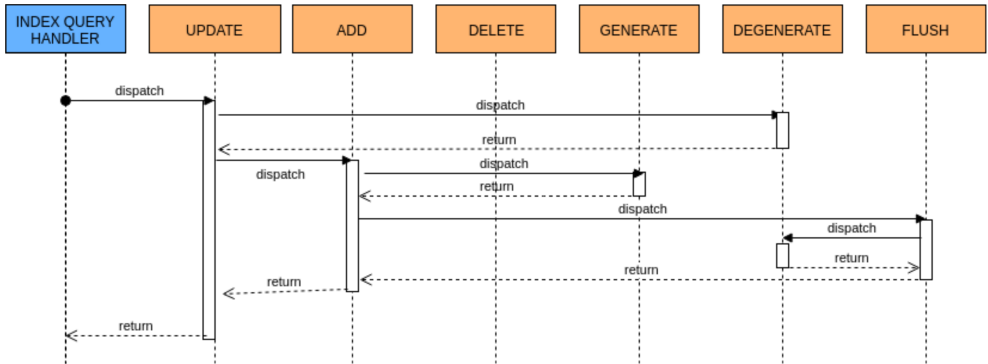 INDEX QUERY
HANDLER
UPDATE
ADD
DELETE
GENERATE
DEGENERATE
FLUSH
dispatch
dispatch
return
dispatch
dispatch
return
dispatch
dispatch
return
return
return
return